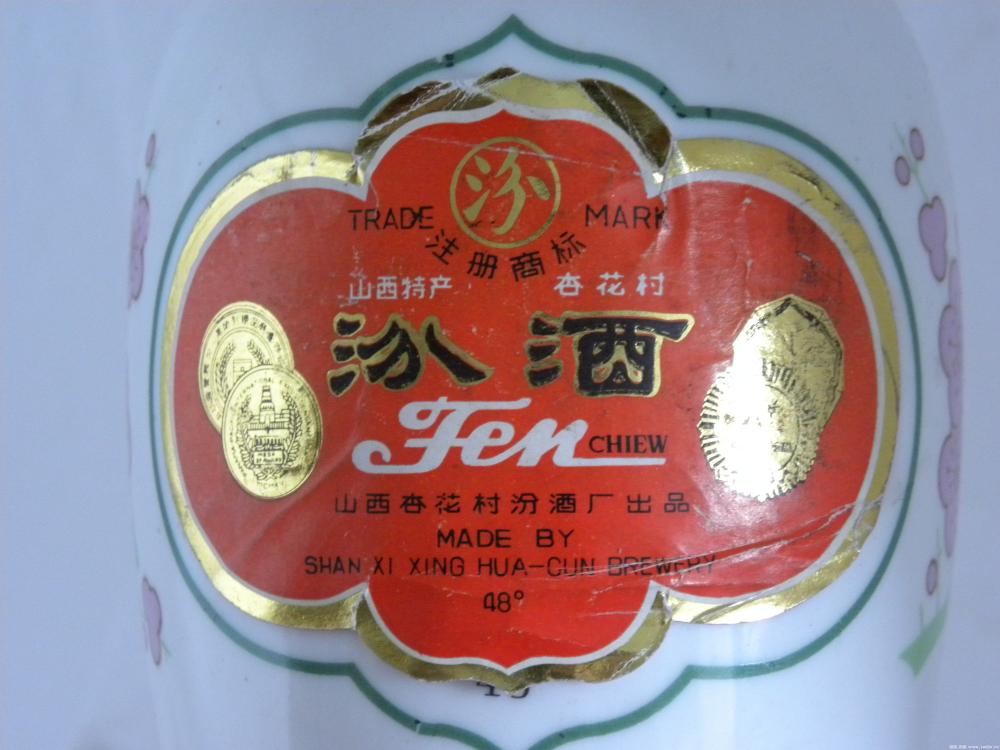 汾
TRADE MARK
注册商标
山西特产 杏花村
汾酒
Fen CHIEW
山西杏花村汾酒厂出品
MADE BY
SHAN XI XING HUA-CUN BREWERY
48°